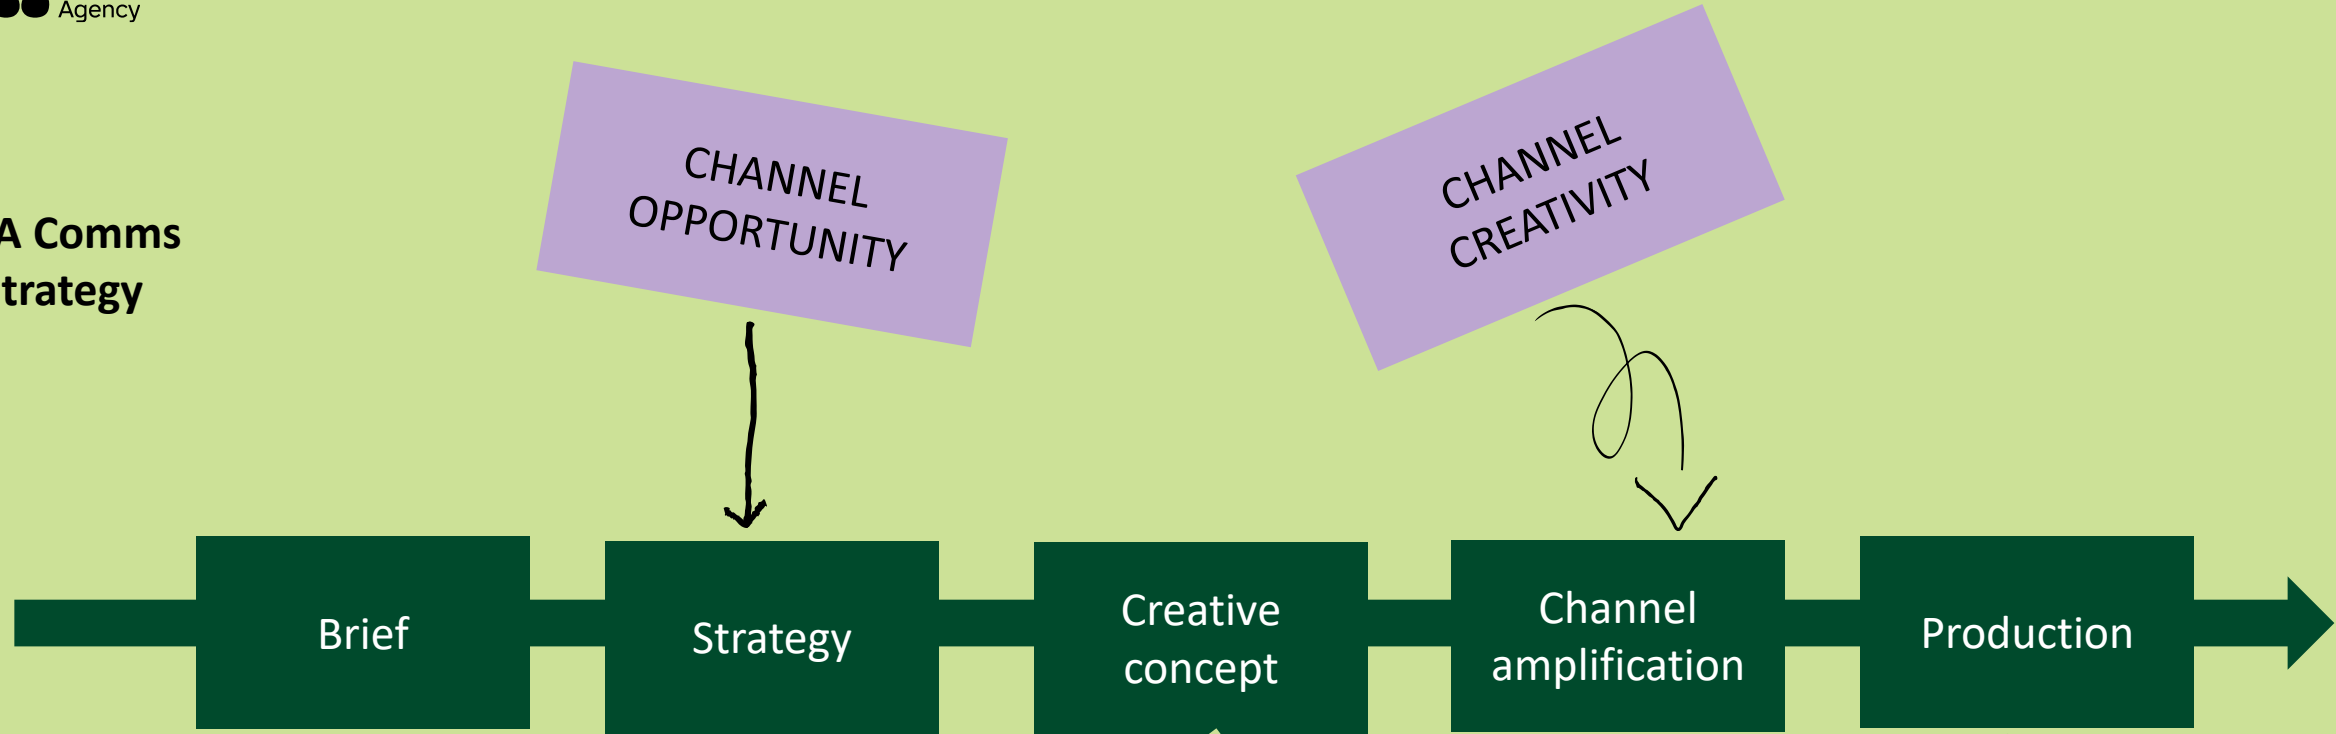 Agency
CHANNEL
OPPORTUNITY
CHANNEL
CREATIVITY
A Comms
trategy
Brief
Strategy
Creative
concept
Channel
amplification
Production